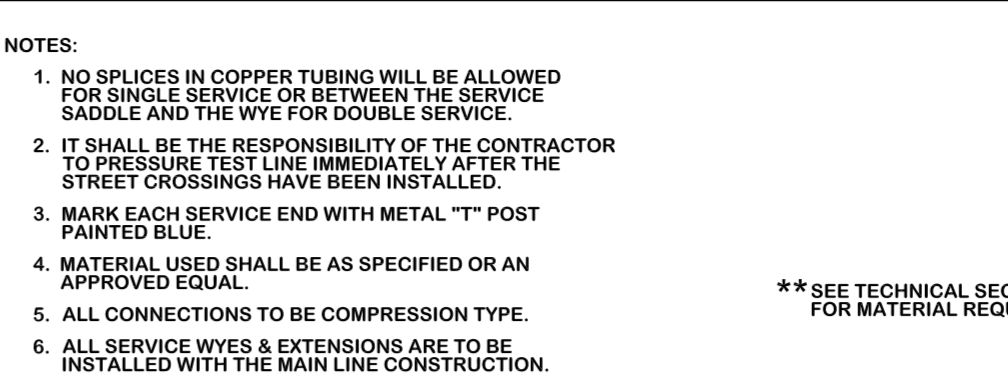 NOTES:
1. NO SPLICES IN COPPER TUBING WILL BE ALLOWED
FOR SINGLE SERVICE OR BETWEEN THE SERVICE
SADDLE AND THE WYE FOR DOUBLE SERVICE.
2. IT SHALL BE THE RESPONSIBILITY OF THE CONTRACTOR
TO PRESSURE TEST LINE IMMEDIATELY AFTER THE
STREET CROSSINGS HAVE BEEN INSTALLED.
3. MARK EACH SERVICE END WITH METAL "T" POST
PAINTED BLUE.
4. MATERIAL USED SHALL BE AS SPECIFIED OR AN
APPROVED EQUAL.
5. ALL CONNECTIONS TO BE COMPRESSION TYPE.
6. ALL SERVICE WYES & EXTENSIONS ARE TO BE
INSTALLED WITH THE MAIN LINE CONSTRUCTION.
**SEE TECHNICAL
FOR MATERIAL